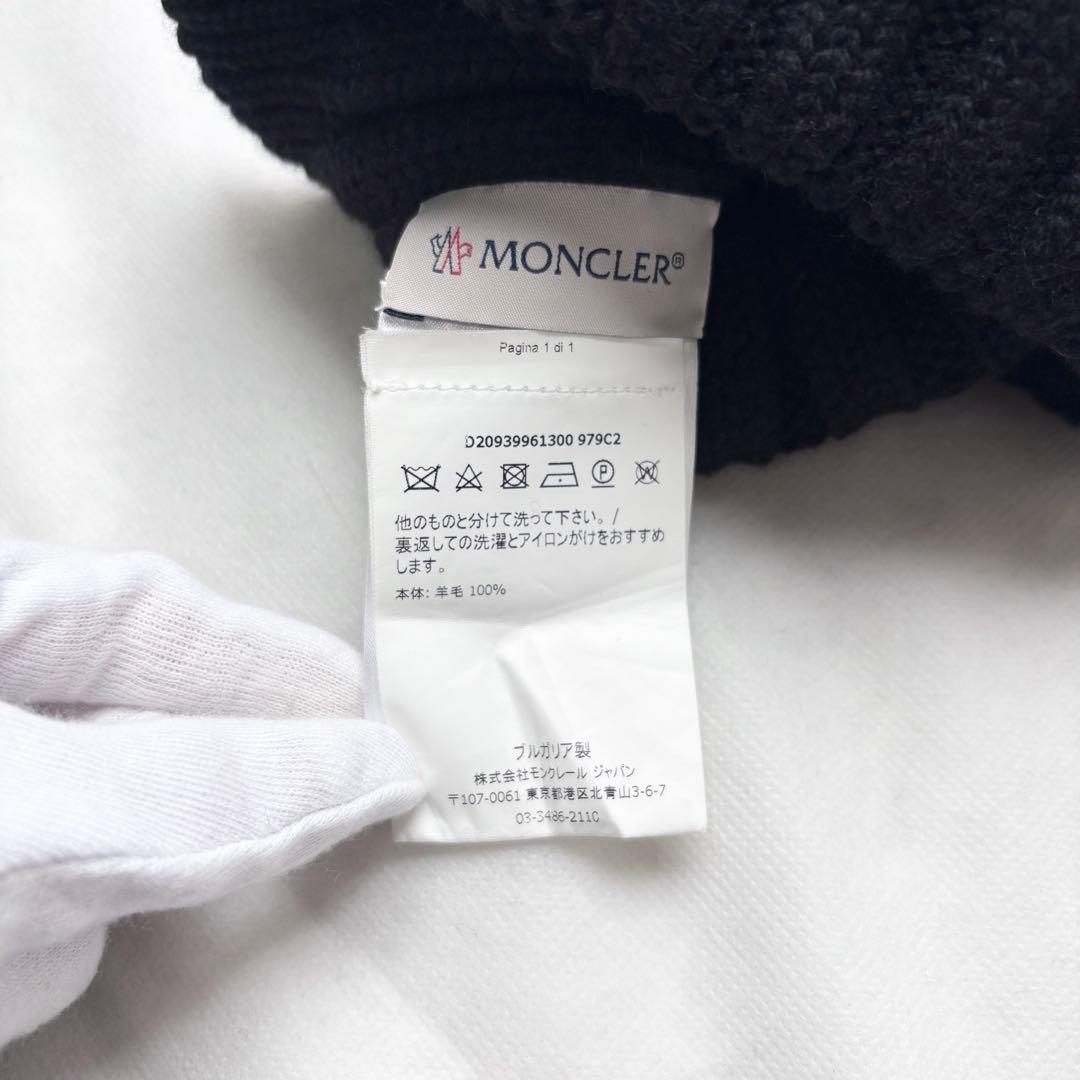 MONCLER®
Pagina 1 di 1
D20939961300 979C2
P W
他のものと分けて洗って下さい。/
裏返しての洗濯とアイロンがけをおすすめ
します。
本体: 羊毛 100%
ブルガリア製
株式会社モンクレール ジャパン
〒107-0061 東京都港区北青山3-6-7
03-3486-2110